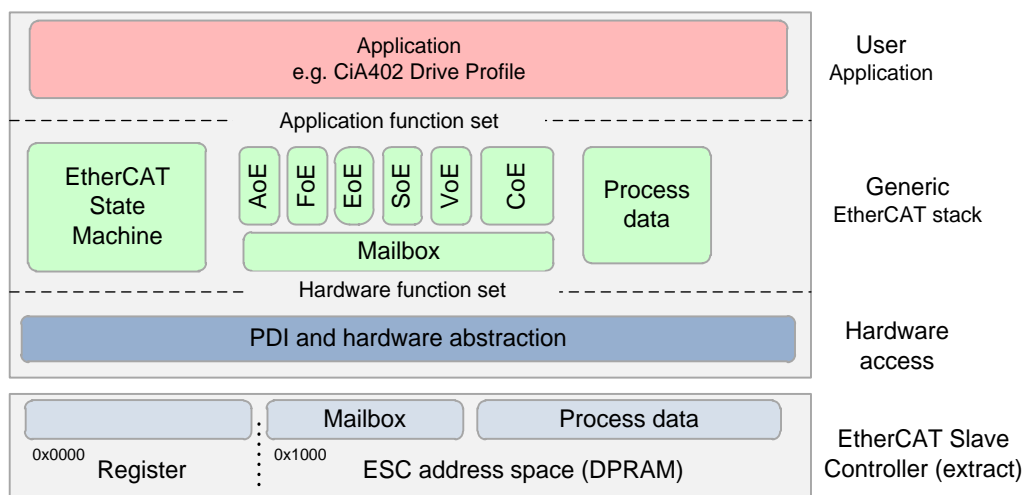 Application
e.g. CiA402 Drive Profile
User
Application
Application function set
EtherCAT
State
Machine
AoE
FoE
EoE
SoE
VoE
CoE
Mailbox
Process
data
Generic
EtherCAT stack
Hardware function set
PDI and hardware abstraction
Hardware
access
Mailbox
Process data
0x0000
Register
0x1000
ESC address space (DPRAM)
EtherCAT Slave
Controller (extract)